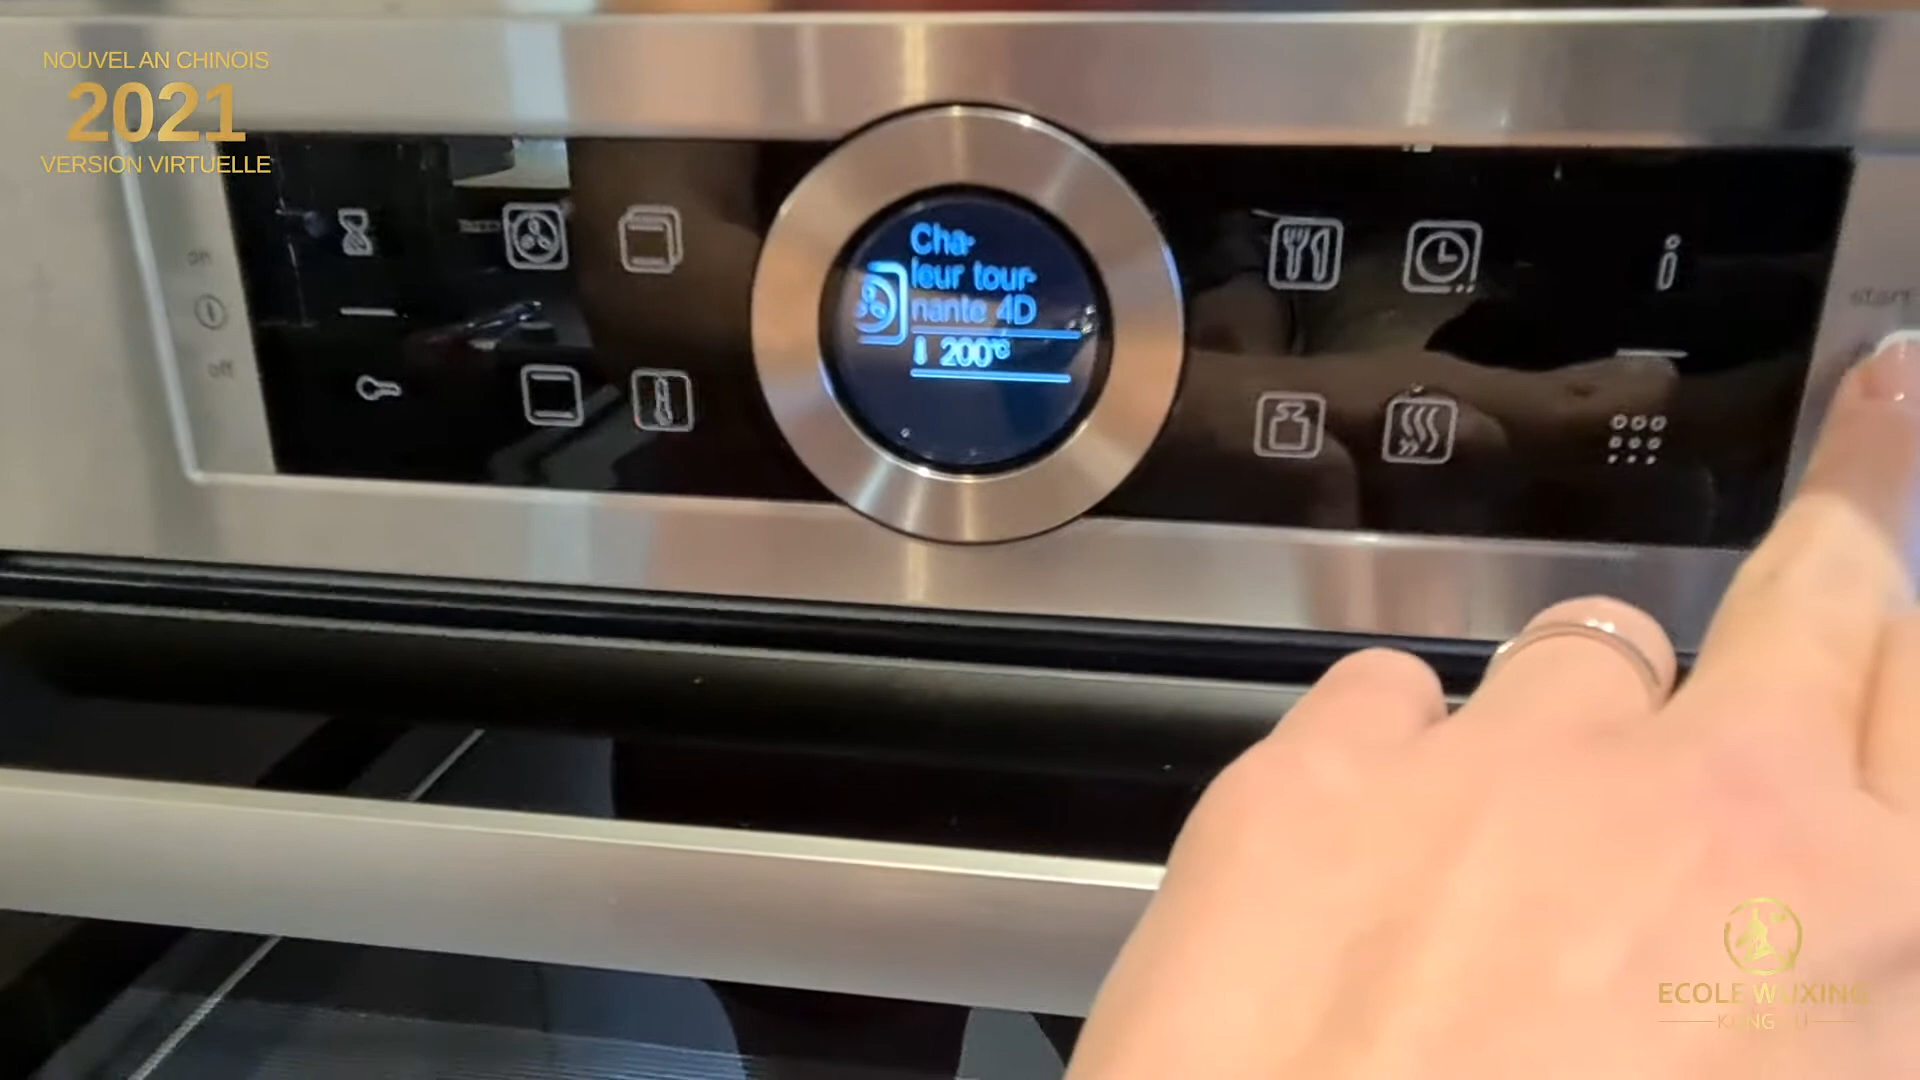 NOUVEL AN CHINOIS
2021
VERSION VIRTUELLE
on
off
Cha-
leur tour-
nante 4D
200°C
start
ECOLE WUXING